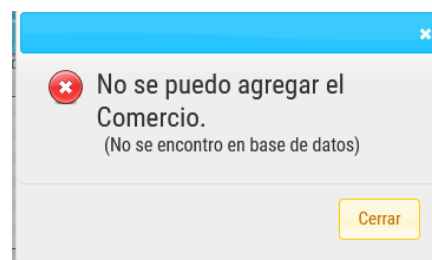 No se puedo agregar el
Comercio.
(No se encontro en base de datos)
Cerrar